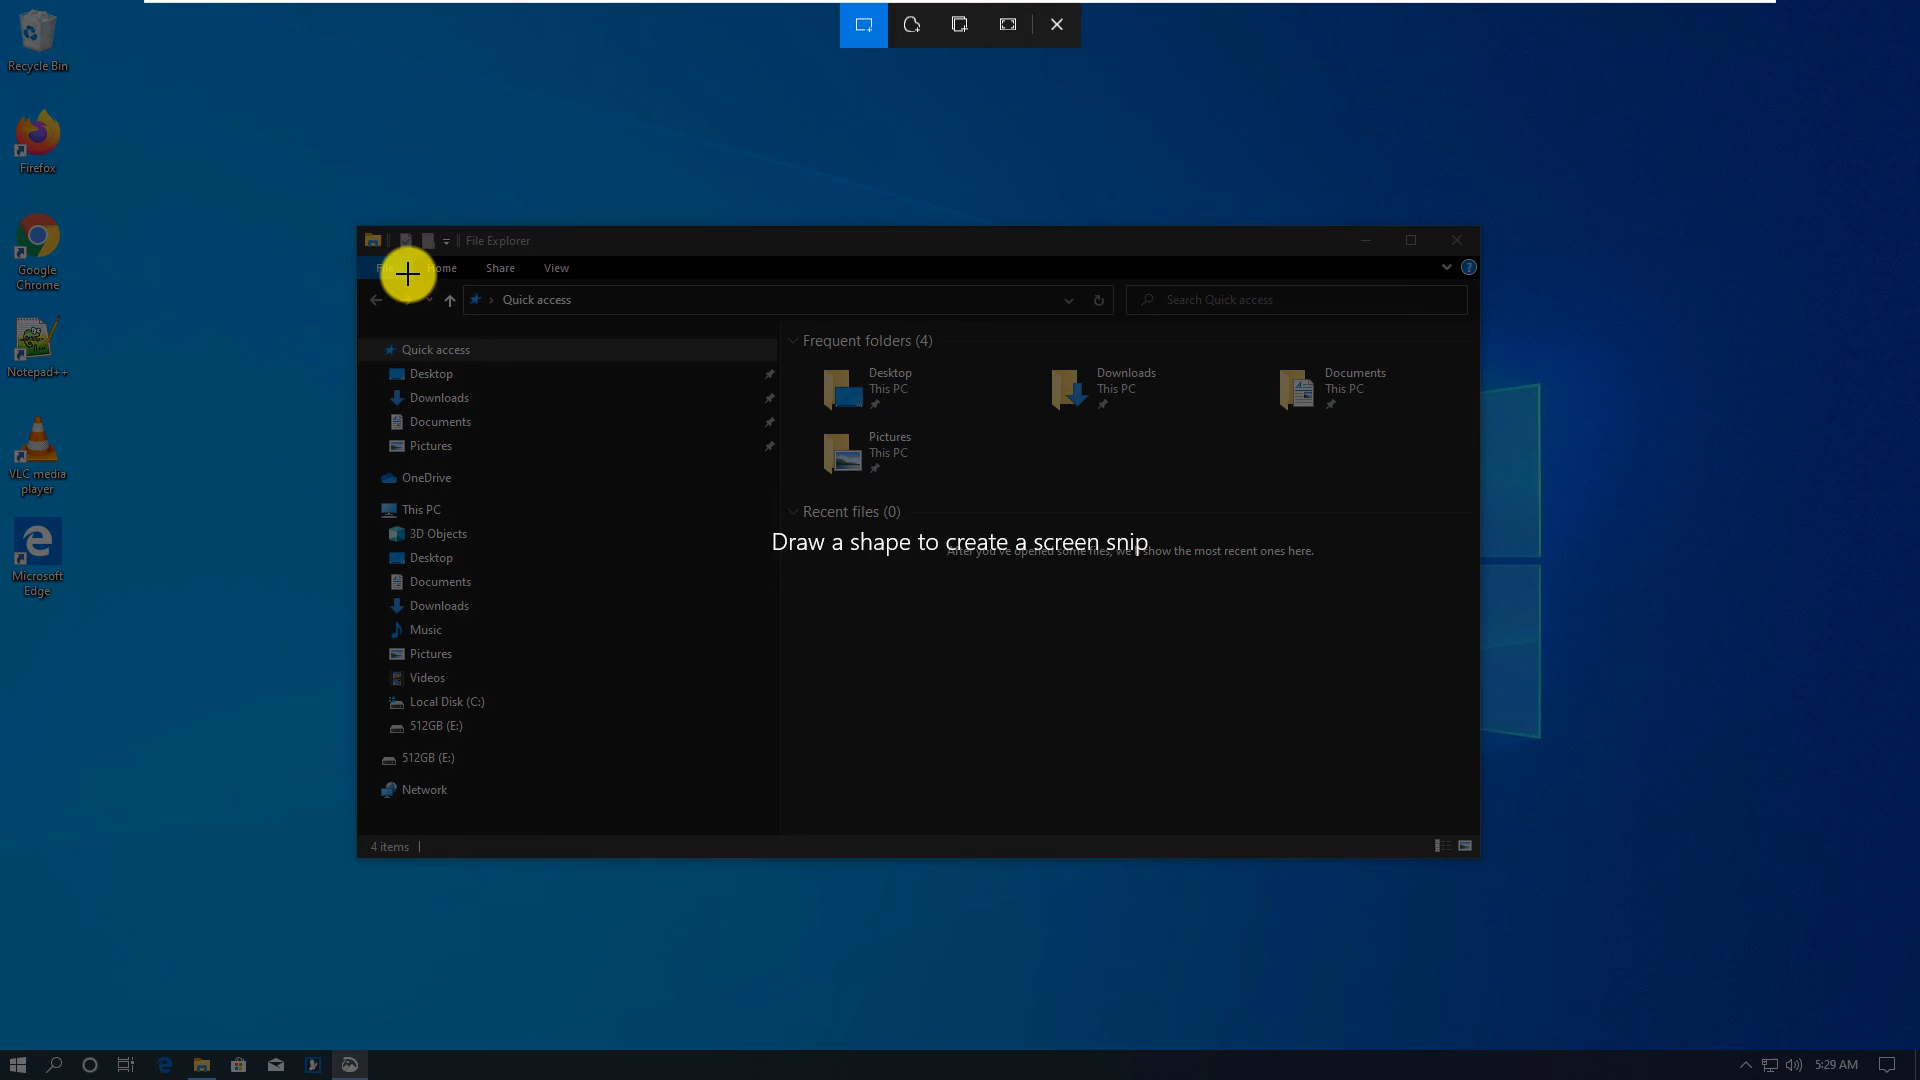 Recycle Bin
Firefox
Google
Chrome
Notepad++
VLC media
player
Microsoft
Edge
File Explorer
Home
Share
View
?
Quick access
Search Quick access
Quick access
Desktop
Downloads
Documents
Pictures
OneDrive
This PC
3D Objects
Desktop
Documents
Downloads
Music
Pictures
Videos
Local Disk (C:)
512GB (E:)
512GB (E:)
Network
Frequent folders (4)
Desktop
This PC
Downloads
This PC
Documents
This PC
Pictures
This PC
Recent files (0)
Draw a shape to create a screen snip
After you've opened some files, we'll show the most recent ones here.
4 items
5:29 AM